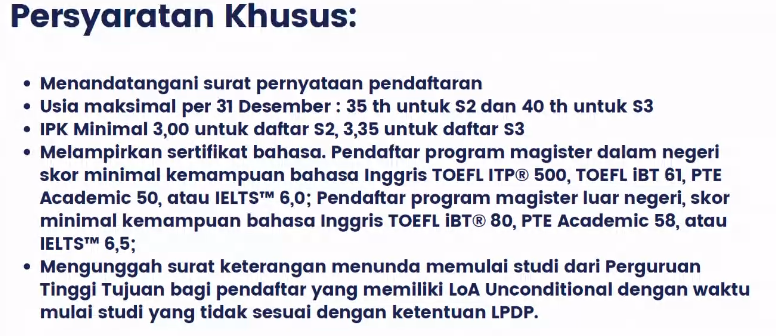 Persyaratan Khusus:
• Menandatangani surat pernyataan pendaftaran
• Usia maksimal per 31 Desember : 35 th untuk S2 dan 40 th untuk S3
• IPK Minimal 3,00 untuk daftar S2, 3,35 untuk daftar S3
• Melampirkan sertifikat bahasa. Pendaftar program magister dalam negeri
skor minimal kemampuan bahasa Inggris TOEFL ITP® 500, TOEFL iBT 61, PTE
Academic 50, atau IELTS™ 6,0; Pendaftar program magister luar negeri, skor
minimal kemampuan bahasa Inggris TOEFL iBT® 80, PTE Academic 58, atau
IELTS™ 6,5;
• Mengunggah surat keterangan menunda memulai studi dari Perguruan
Tinggi Tujuan bagi pendaftar yang memiliki LoA Unconditional dengan waktu
mulai studi yang tidak sesuai dengan ketentuan LPDP.